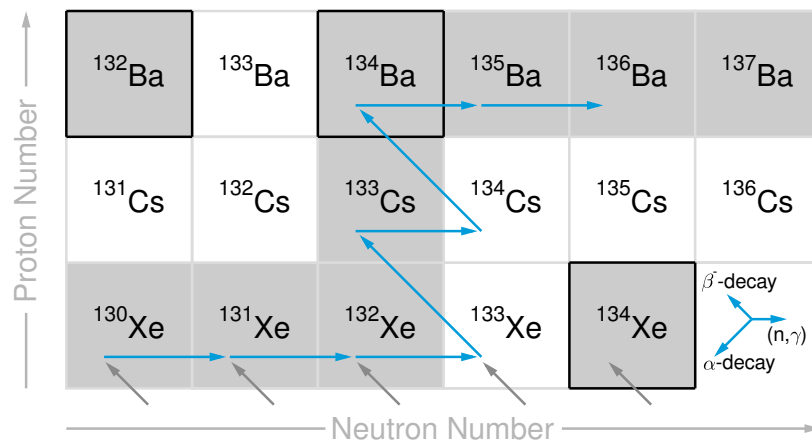 Proton Number
¹³²Ba ¹³³Ba ¹³⁴Ba ¹³⁵Ba ¹³⁶Ba ¹³⁷Ba
¹³¹Cs ¹³²Cs ¹³³Cs ¹³⁴Cs ¹³⁵Cs ¹³⁶Cs
¹³⁰Xe ¹³¹Xe ¹³²Xe ¹³³Xe ¹³⁴Xe
β⁻-decay
(n,γ)
α-decay
Neutron Number